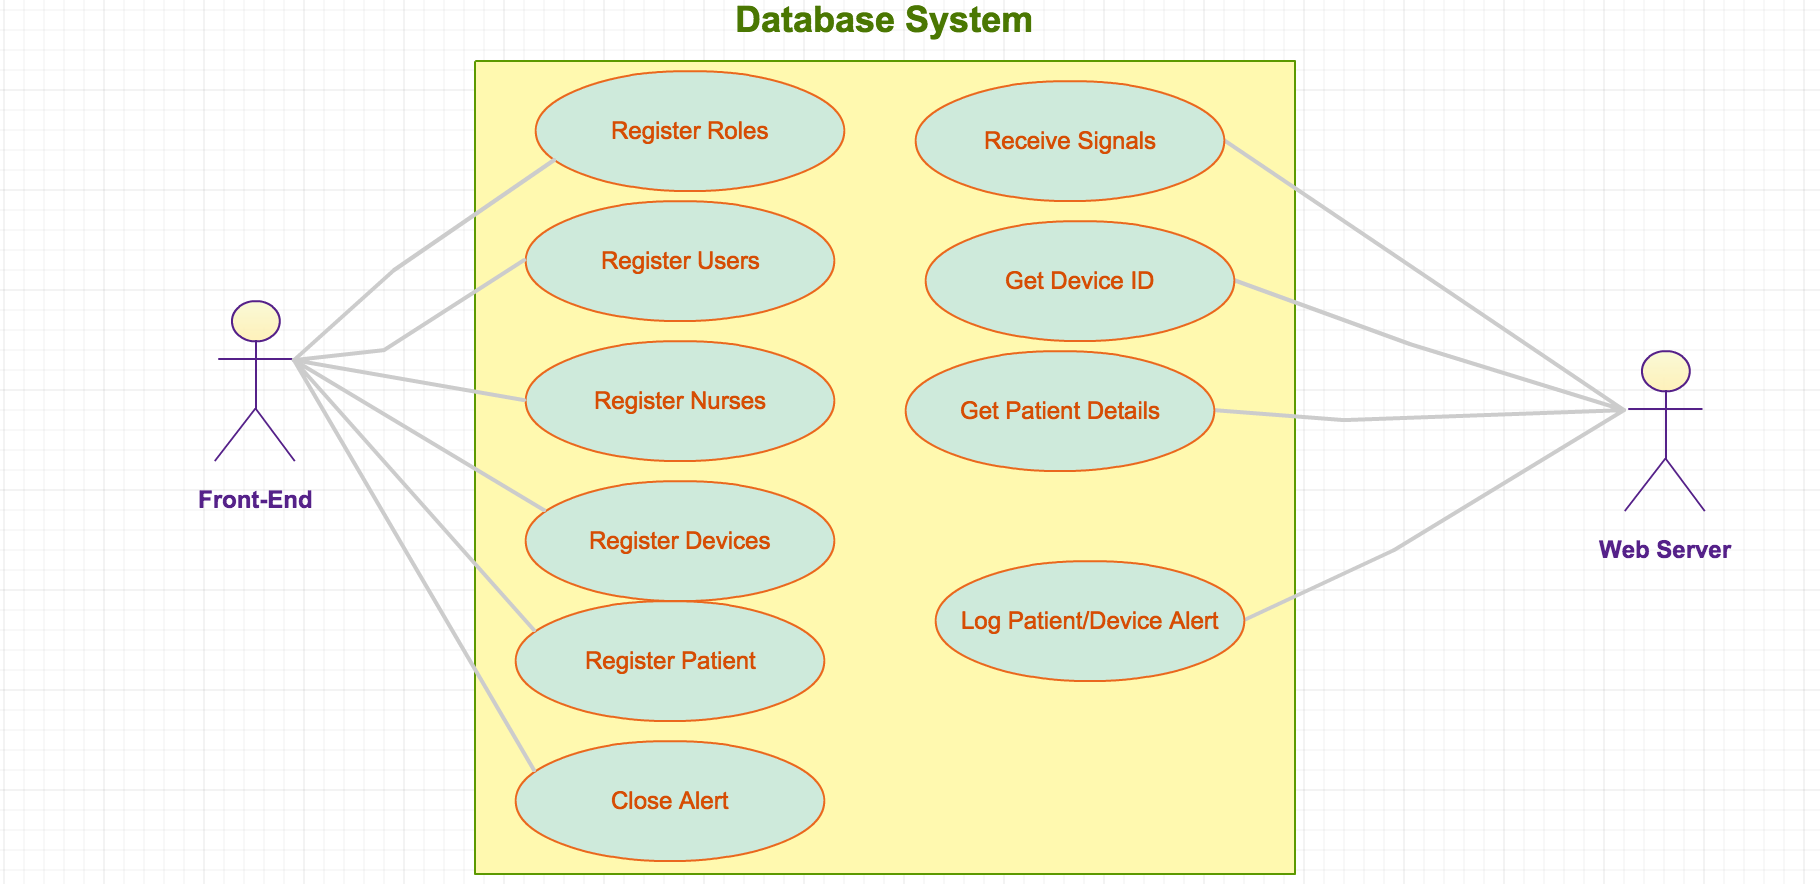 Database System
Register Roles
Receive Signals
Register Users
Get Device ID
Register Nurses
Get Patient Details
Front-End
Register Devices
Web Server
Log Patient/Device Alert
Register Patient
Close Alert